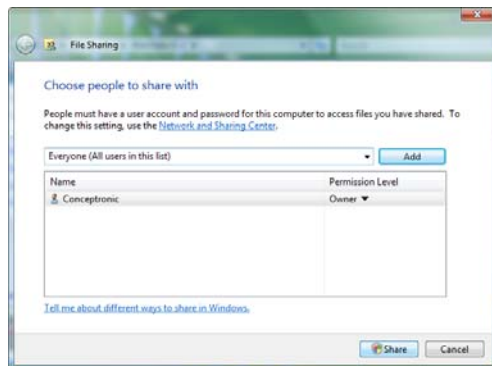 File Sharing
Choose people to share with
People must have a user account and password for this computer to access files you have shared. To
change this setting, use the Network and Sharing Center.
Everyone (All users in this list)
Add
Name Permission Level
Conceptronic Owner
Tell me about different ways to share in Windows.
Share Cancel